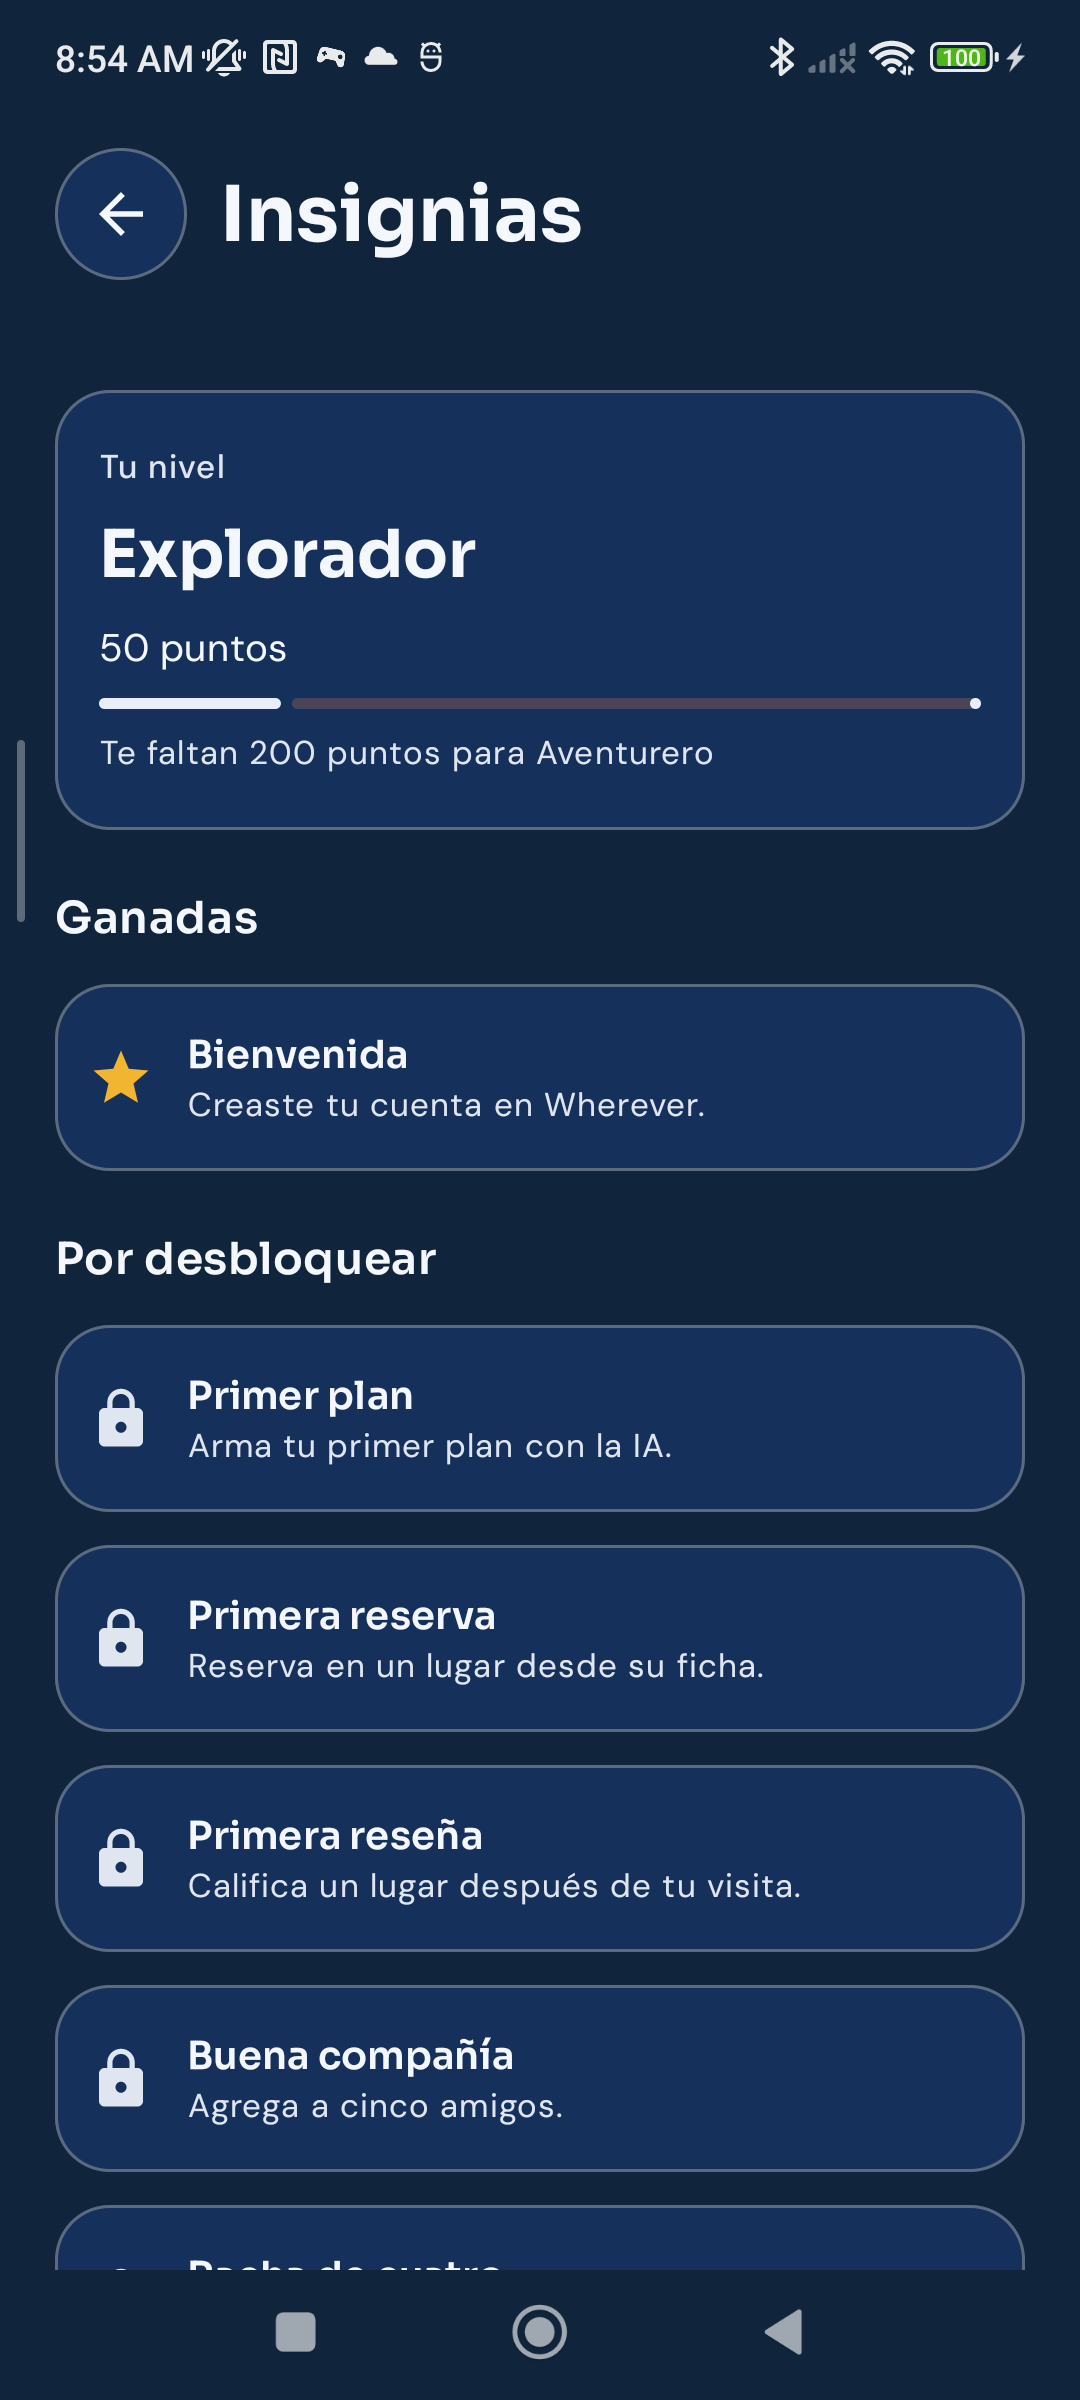 8:54 AM
100
Insignias
Tu nivel
Explorador
50 puntos
Te faltan 200 puntos para Aventurero
Ganadas
Bienvenida
Creaste tu cuenta en Wherever.
Por desbloquear
Primer plan
Arma tu primer plan con la IA.
Primera reserva
Reserva en un lugar desde su ficha.
Primera reseña
Califica un lugar después de tu visita.
Buena compañía
Agrega a cinco amigos.
Racha de cuatro